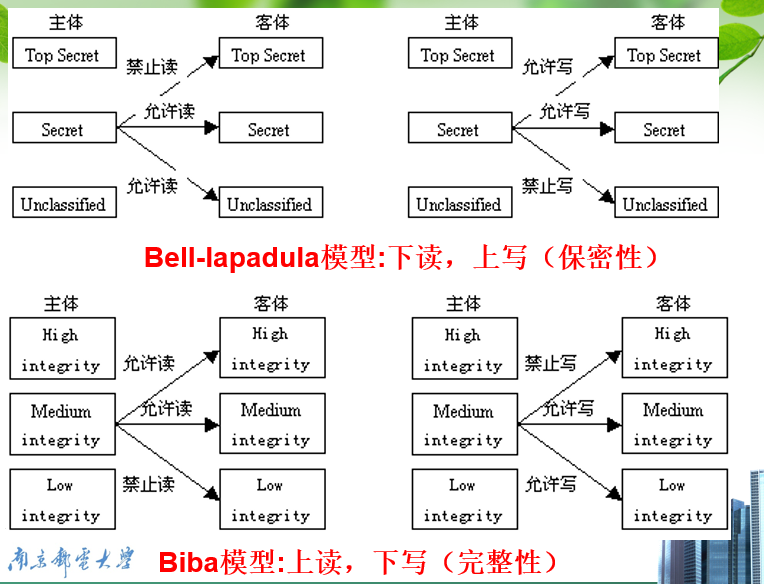 主体 客体 主体 客体
Top Secret Top Secret Top Secret Top Secret
禁止读 允许写
允许读 允许写
Secret Secret Secret Secret
允许读 禁止写
Unclassified Unclassified Unclassified Unclassified
Bell-lapadula模型:下读，上写（保密性）
主体 客体 主体 客体
High integrity High integrity High integrity High integrity
允许读 禁止写
允许读 允许写
Medium integrity Medium integrity Medium integrity Medium integrity
禁止读 允许写
Low integrity Low integrity Low integrity Low integrity
南京邮电大学 Biba模型:上读，下写（完整性）